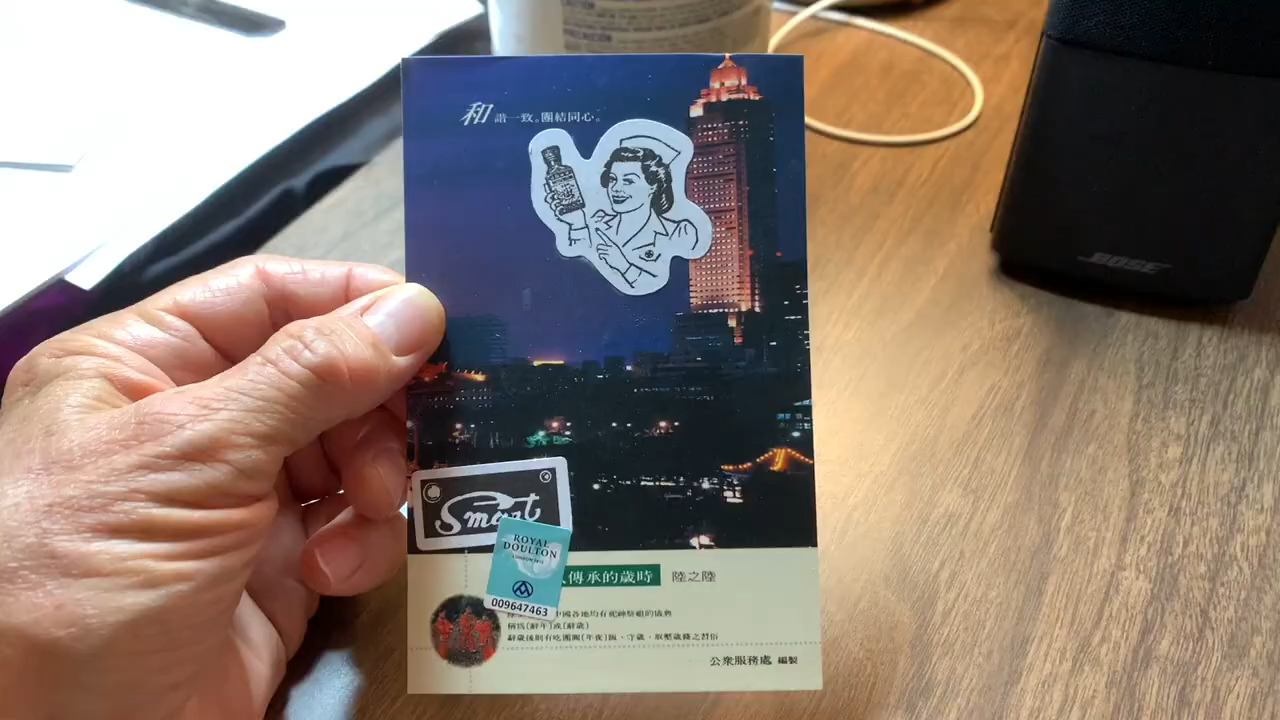 和 諧一致。團結同心。
Smart
ROYAL
DOULTON
LONDON 1815
009647463
傳承的歲時 陸之陸
中國各地均有祀神祭祖的儀典
稱為(辭年)或(辭歲)
辭歲後則有吃團圓(年夜)飯、守歲、取壓歲錢之習俗
公眾服務處 編製
BOSE